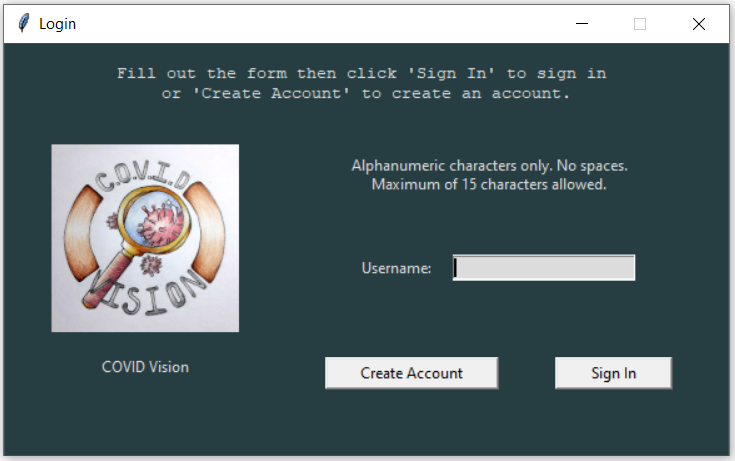 Login
Fill out the form then click 'Sign In' to sign in
or 'Create Account' to create an account.
C.O.V.I.D
VISION
Alphanumeric characters only. No spaces.
Maximum of 15 characters allowed.
Username:
COVID Vision
Create Account
Sign In